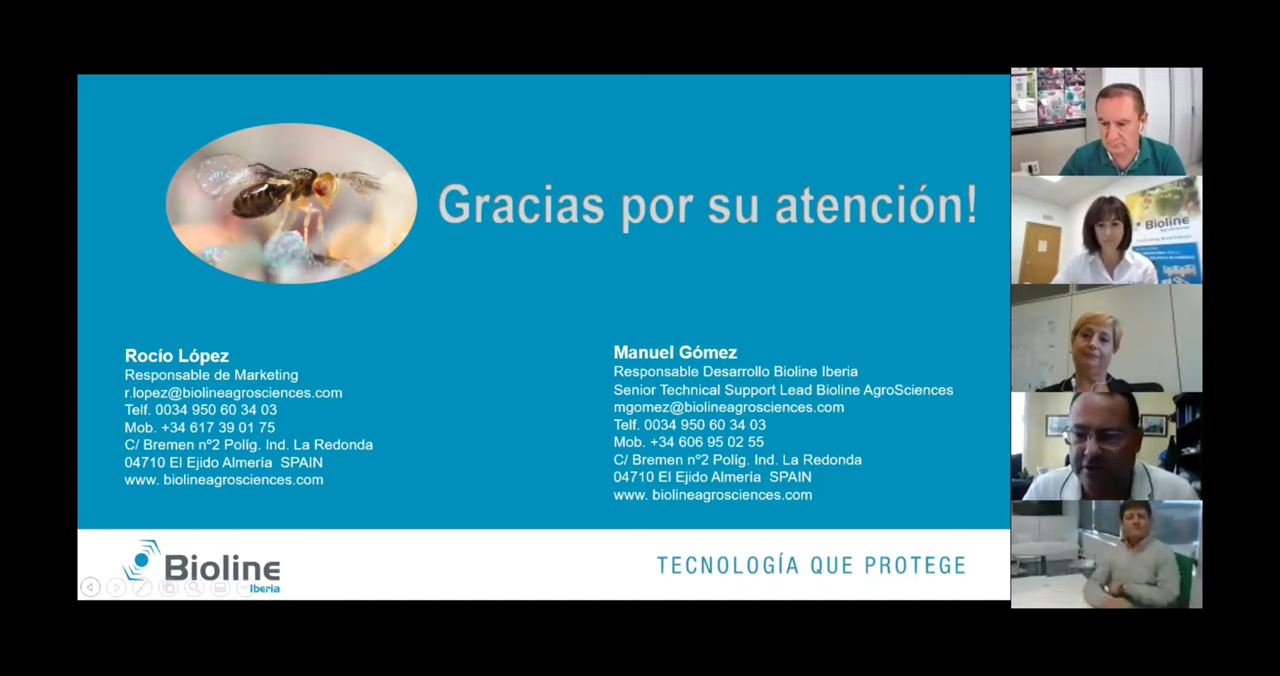 Gracias por su atención!
Rocío López
Responsable de Marketing
r.lopez@biolineagrosciences.com
Telf. 0034 950 60 34 03
Mob. +34 617 39 01 75
C/ Bremen nº2 Políg. Ind. La Redonda
04710 El Ejido Almería  SPAIN
www. biolineagrosciences.com
Manuel Gómez
Responsable Desarrollo Bioline Iberia
Senior Technical Support Lead Bioline AgroSciences
mgomez@biolineagrosciences.com
Telf. 0034 950 60 34 03
Mob. +34 606 95 02 55
C/ Bremen nº2 Políg. Ind. La Redonda
04710 El Ejido Almería  SPAIN
www. biolineagrosciences.com
Bioline
Iberia
TECNOLOGÍA QUE PROTEGE
Bioline